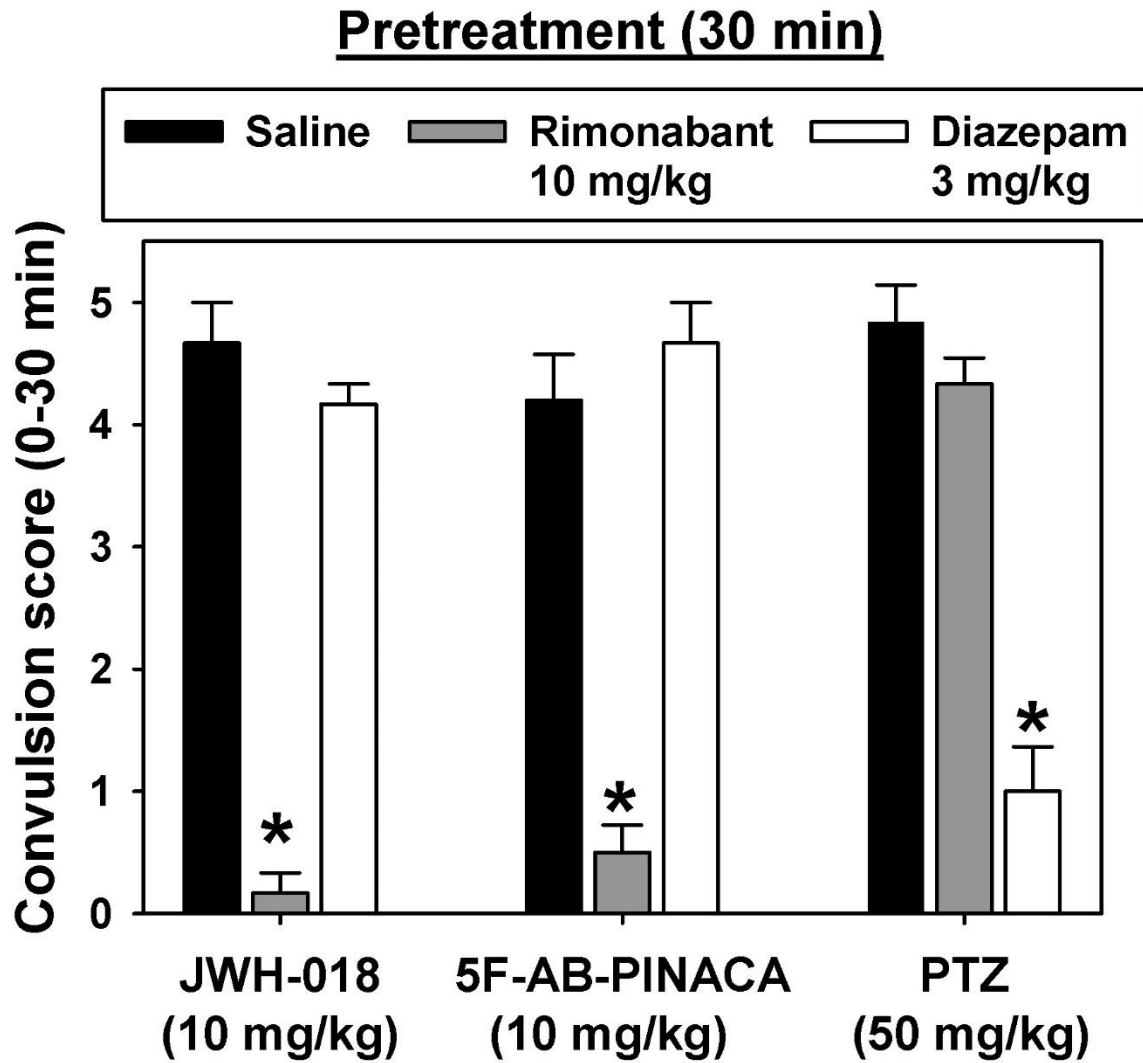 Pretreatment (30 min)
Saline Rimonabant Diazepam
10 mg/kg 3 mg/kg
Convulsion score (0-30 min)
5
4
3
2
1
0
*
*
*
JWH-018 5F-AB-PINACA PTZ
(10 mg/kg) (10 mg/kg) (50 mg/kg)